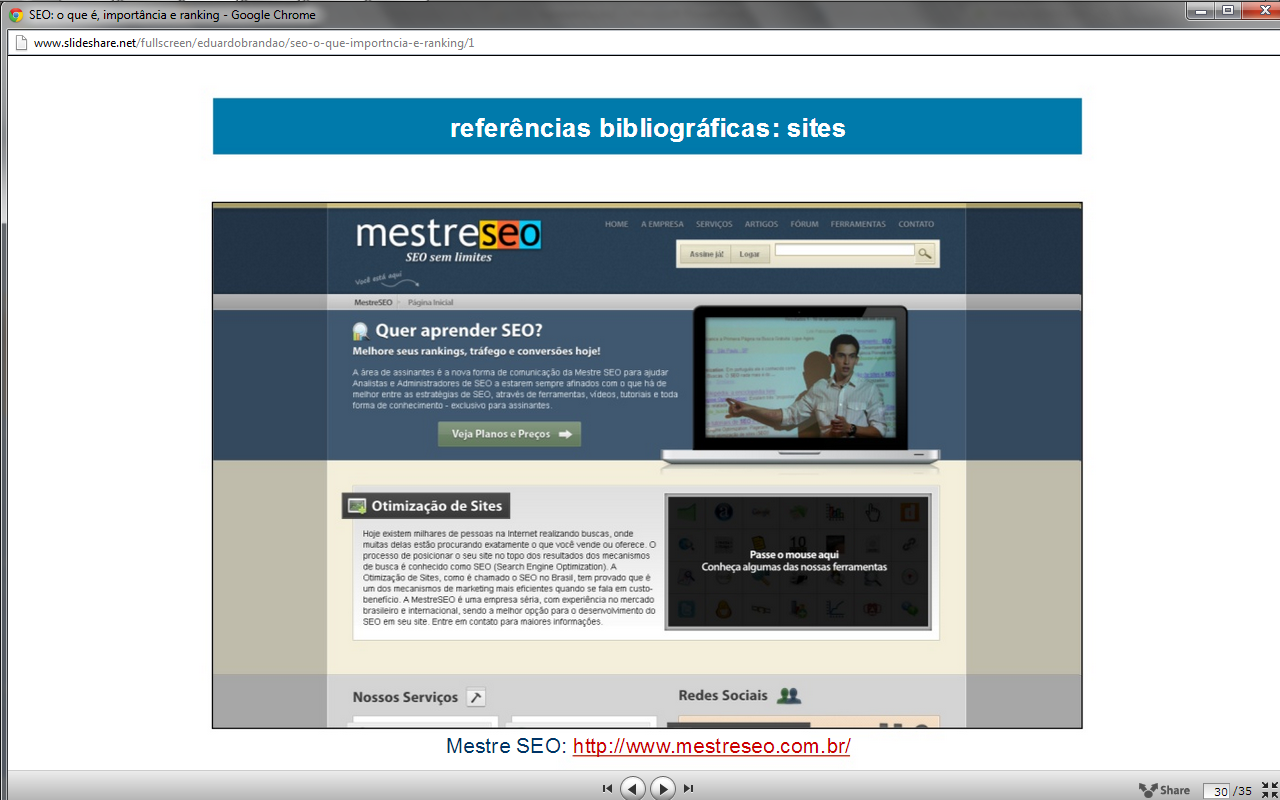 SEO: o que é, importância e ranking - Google Chrome
www.slideshare.net/fullscreen/eduardobrandao/seo-o-que-importncia-e-ranking/1
referências bibliográficas: sites
mestreseo
SEO sem limites
HOME A EMPRESA SERVIÇOS ARTIGOS FÓRUM FERRAMENTAS CONTATO
Assine já! Logar
Você está aqui
MestreSEO Página Inicial
Quer aprender SEO?
Melhore seus rankings, tráfego e conversões hoje!
A área de assinantes é a nova forma de comunicação da Mestre SEO para ajudar
Analistas e Administradores de SEO a estarem sempre afinados com o que há de
melhor entre as estratégias de SEO, através de ferramentas, vídeos, tutoriais e toda
forma de conhecimento - exclusivo para assinantes.
Veja Planos e Preços
Otimização de Sites
Hoje existem milhares de pessoas na Internet realizando buscas, onde
muitas delas estão procurando exatamente o que você vende ou oferece. O
processo de posicionar o seu site no topo dos resultados dos mecanismos
de busca é conhecido como SEO (Search Engine Optimization). A
Otimização de Sites, como é chamado o SEO no Brasil, tem provado que é
um dos mecanismos de marketing mais eficientes quando se fala em custo-
benefício. A MestreSEO é uma empresa séria, com experiência no mercado
brasileiro e internacional, sendo a melhor opção para o desenvolvimento do
SEO em seu site. Entre em contato para maiores informações.
Passe o mouse aqui
Conheça algumas das nossas ferramentas
Nossos Serviços
Redes Sociais
Mestre SEO: http://www.mestreseo.com.br/
Share 30 /35